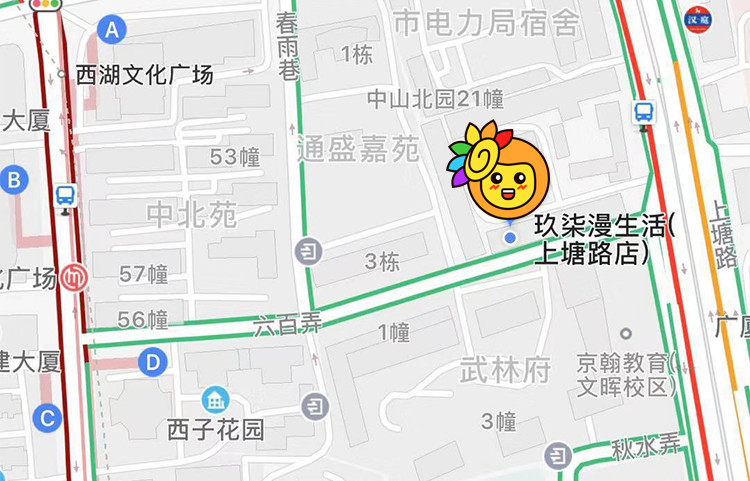 A
西湖文化广场
春雨巷
市电力局宿舍
汉庭
1栋
中山北园21幢
大厦
53幢
通盛嘉苑
B
中北苑
玖柒漫生活(
上塘路店)
上塘路
化广场
57幢
3栋
56幢
六百弄
1幢
广厦
建大厦
D
武林府
京翰教育(
文晖校区)
C
西子花园
3幢
秋水弄
E
E
E